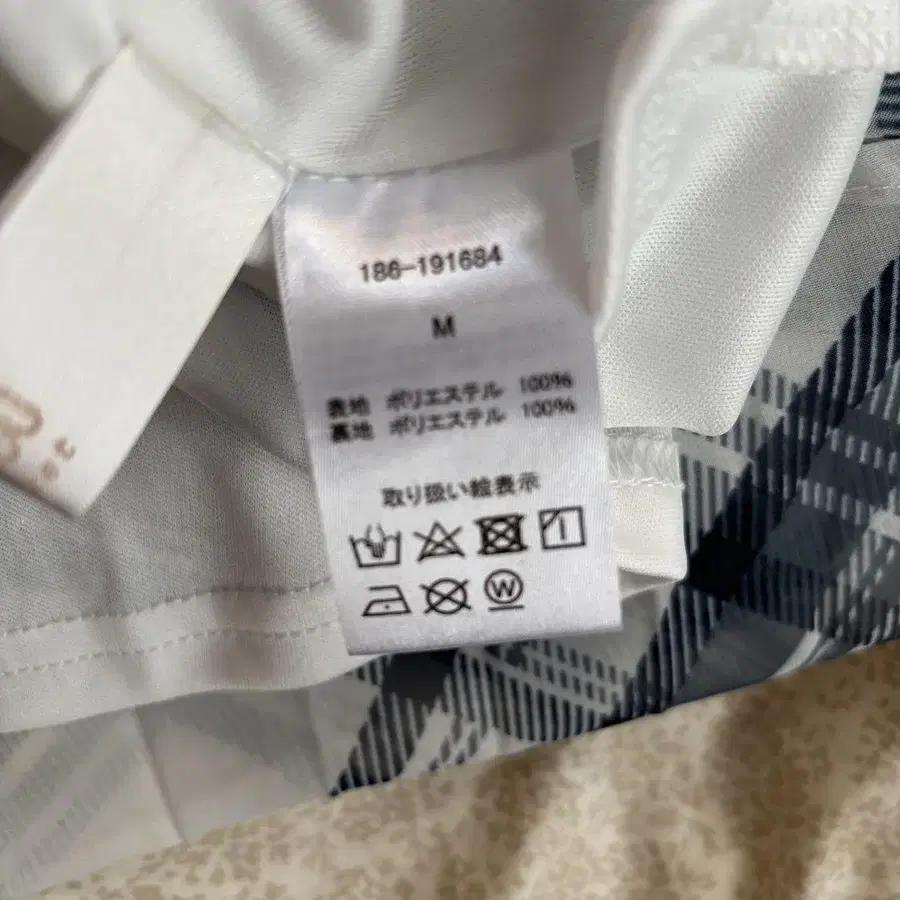 186-191684
M
表地 ポリエステル 100%
裏地 ポリエステル 100%
取り扱い絵表示
W